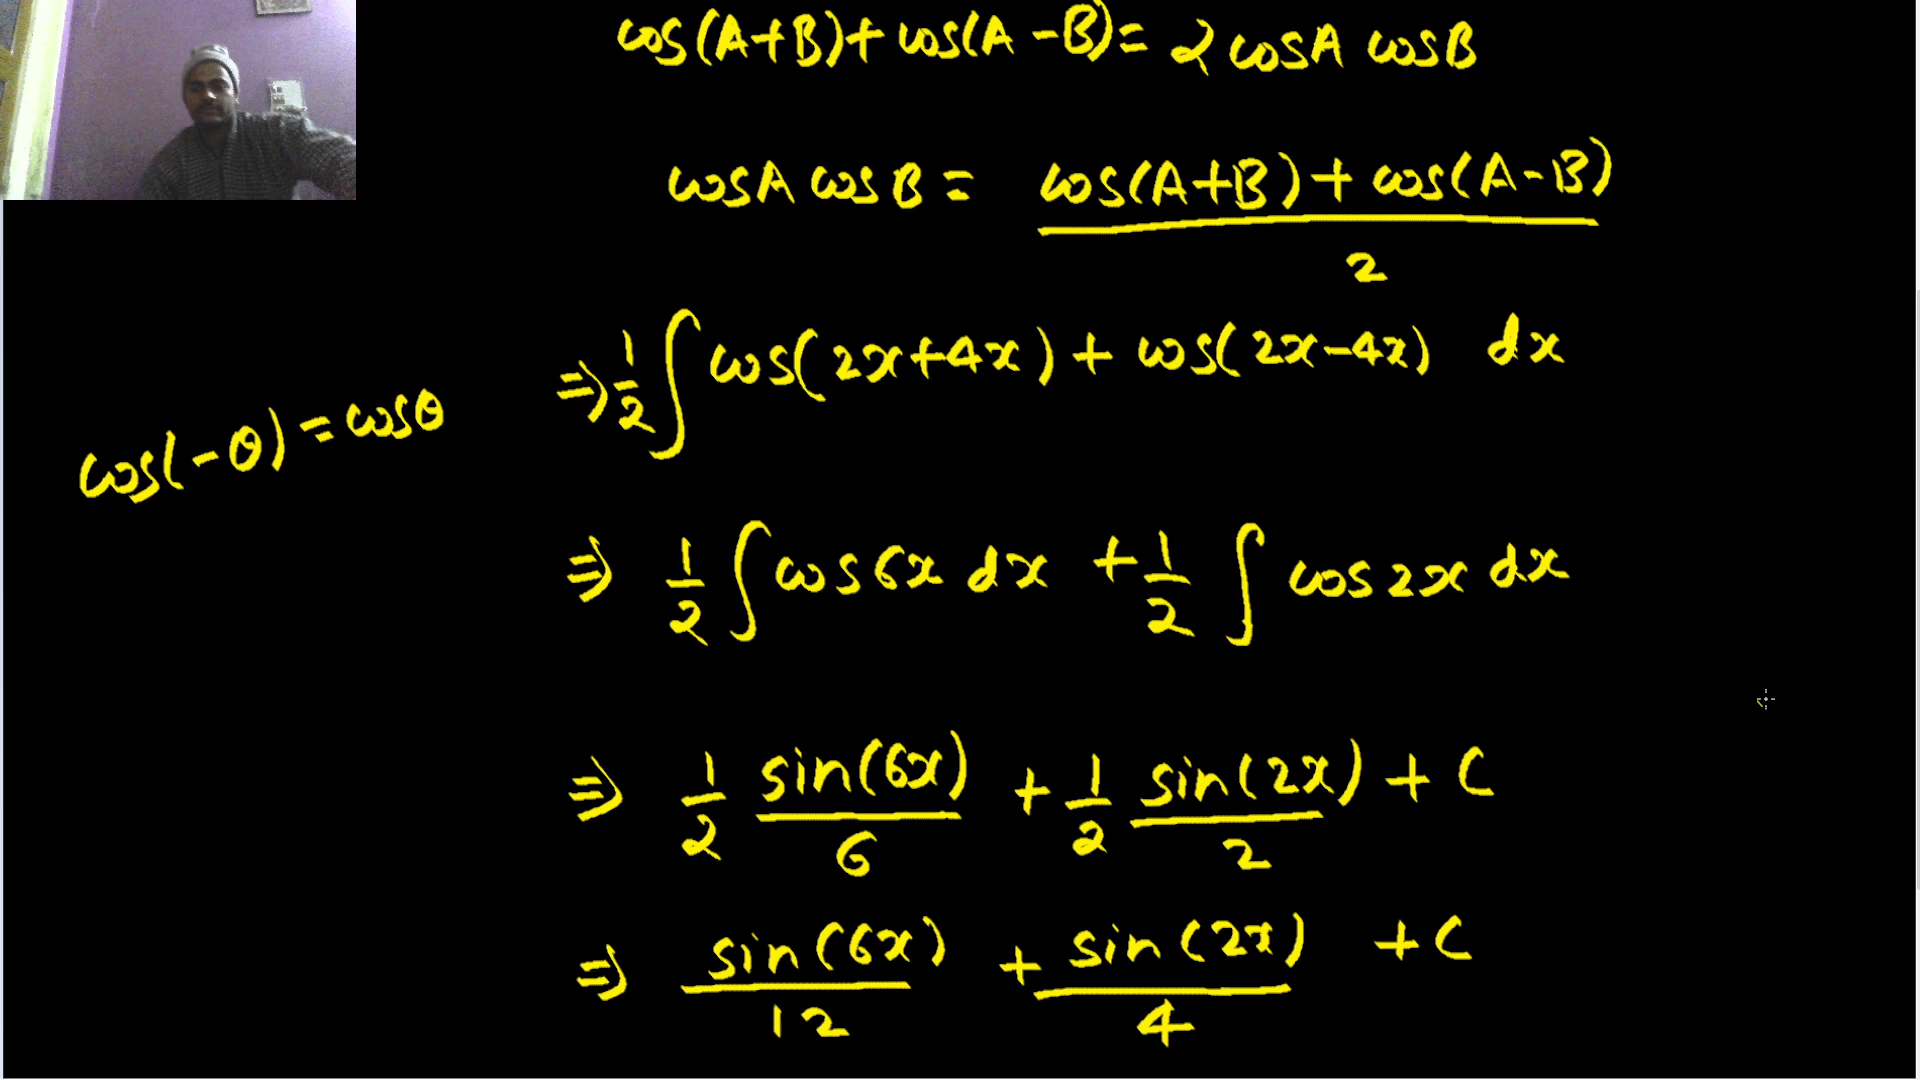 cos(A+B)+cos(A-B)= 2 cosA cosB
cosA cosB = cos(A+B)+cos(A-B)/2
⇒ 1/2 ∫ cos(2x+4x) + cos(2x-4x) dx
cos(-θ)=cosθ
⇒ 1/2 ∫ cos6x dx + 1/2 ∫ cos2x dx
⇒ 1/2 sin(6x)/6 + 1/2 sin(2x)/2 + C
⇒ sin(6x)/12 + sin(2x)/4 + C